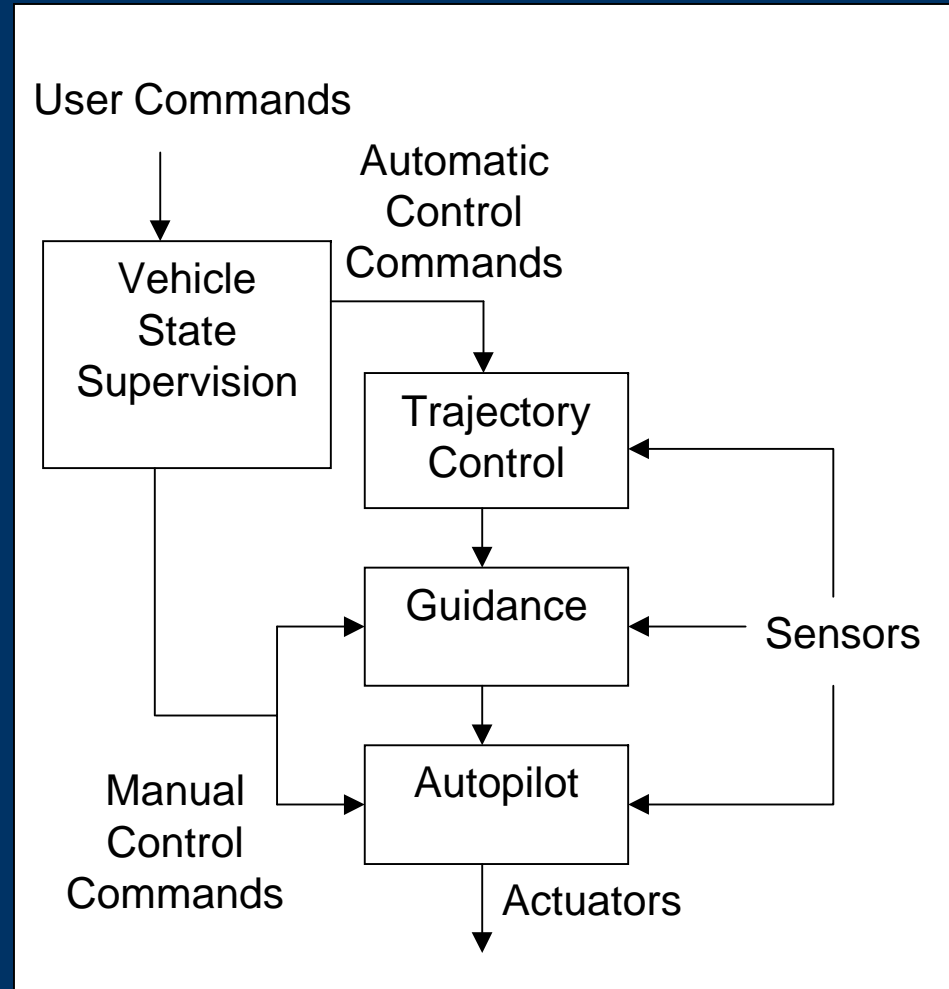 User Commands
Automatic
Control
Commands
Vehicle
State
Supervision
Trajectory
Control
Guidance
Sensors
Autopilot
Manual
Control
Commands
Actuators